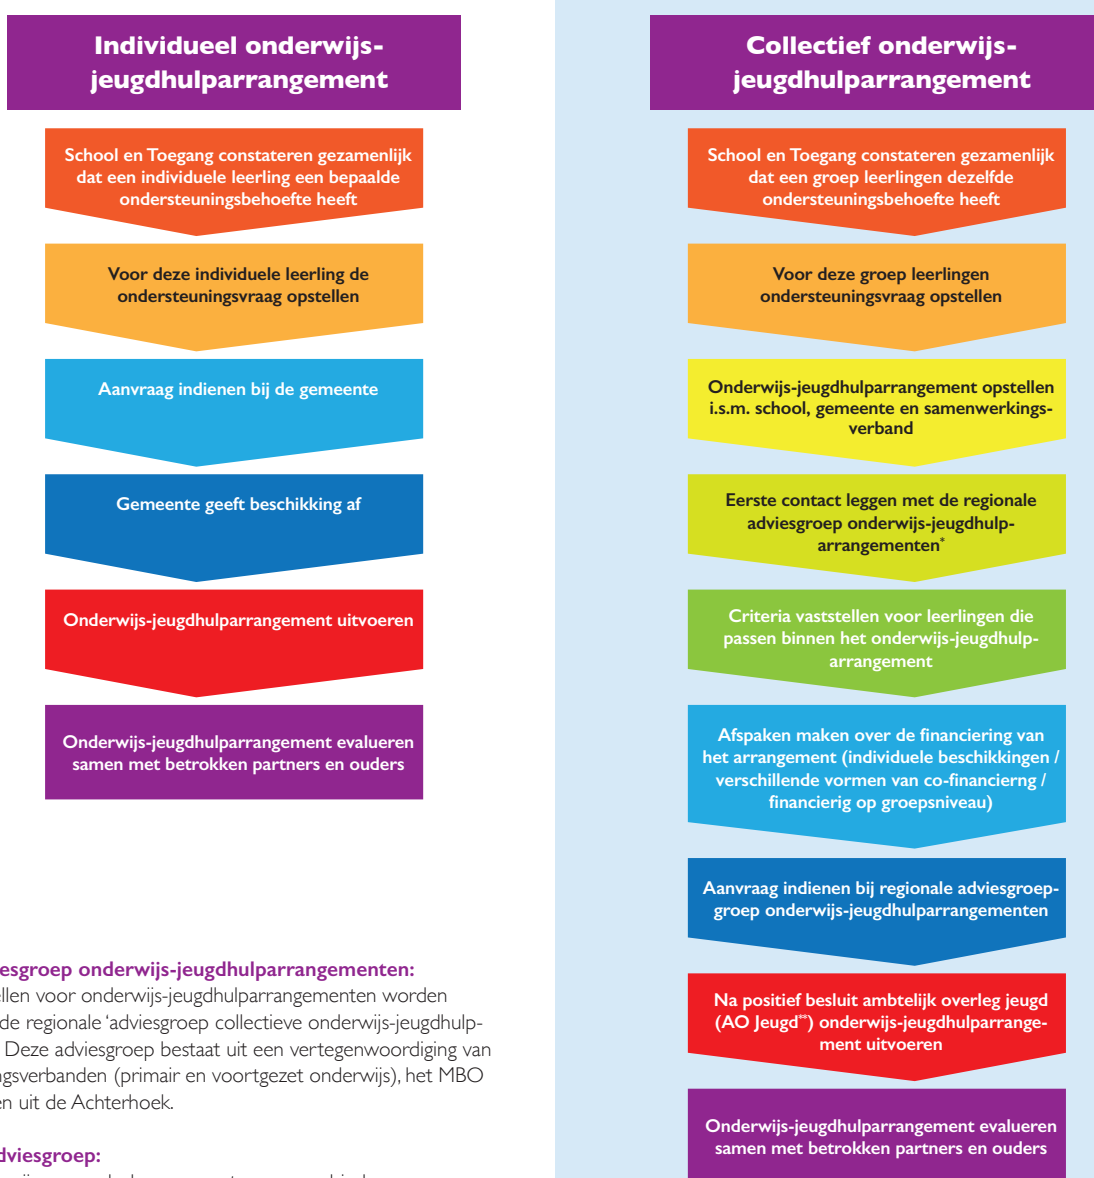 Individueel onderwijs-
jeugdhulparrangement
School en Toegang constateren gezamenlijk
dat een individuele leerling een bepaalde
ondersteuningsbehoefte heeft
Voor deze individuele leerling de
ondersteuningsvraag opstellen
Aanvraag indienen bij de gemeente
Gemeente geeft beschikking af
Onderwijs-jeugdhulparrangement uitvoeren
Onderwijs-jeugdhulparrangement evalueren
samen met betrokken partners en ouders
onderwijs-jeugdhulparrangementen:
voor onderwijs-jeugdhulparrangementen worden
de regionale ‘adviesgroep collectieve onderwijs-jeugdhulp-
Deze adviesgroep bestaat uit een vertegenwoordiging van
(primair en voortgezet onderwijs), het MBO
uit de Achterhoek.
Collectief onderwijs-
jeugdhulparrangement
School en Toegang constateren gezamenlijk
dat een groep leerlingen dezelfde
ondersteuningsbehoefte heeft
Voor deze groep leerlingen
ondersteuningsvraag opstellen
Onderwijs-jeugdhulparrangement opstellen
i.s.m. school, gemeente en samenwerkings-
verband
Eerste contact leggen met de regionale
adviesgroep onderwijs-jeugdhulp-
arrangementen*
Criteria vaststellen voor leerlingen die
passen binnen het onderwijs-jeugdhulp-
arrangement
Afspaken maken over de financiering van
het arrangement (individuele beschikkingen /
verschillende vormen van co-financierng /
financierig op groepsniveau)
Aanvraag indienen bij regionale adviesgroep-
groep onderwijs-jeugdhulparrangementen
Na positief besluit ambtelijk overleg jeugd
(AO Jeugd**) onderwijs-jeugdhulparrange-
ment uitvoeren
Onderwijs-jeugdhulparrangement evalueren
samen met betrokken partners en ouders